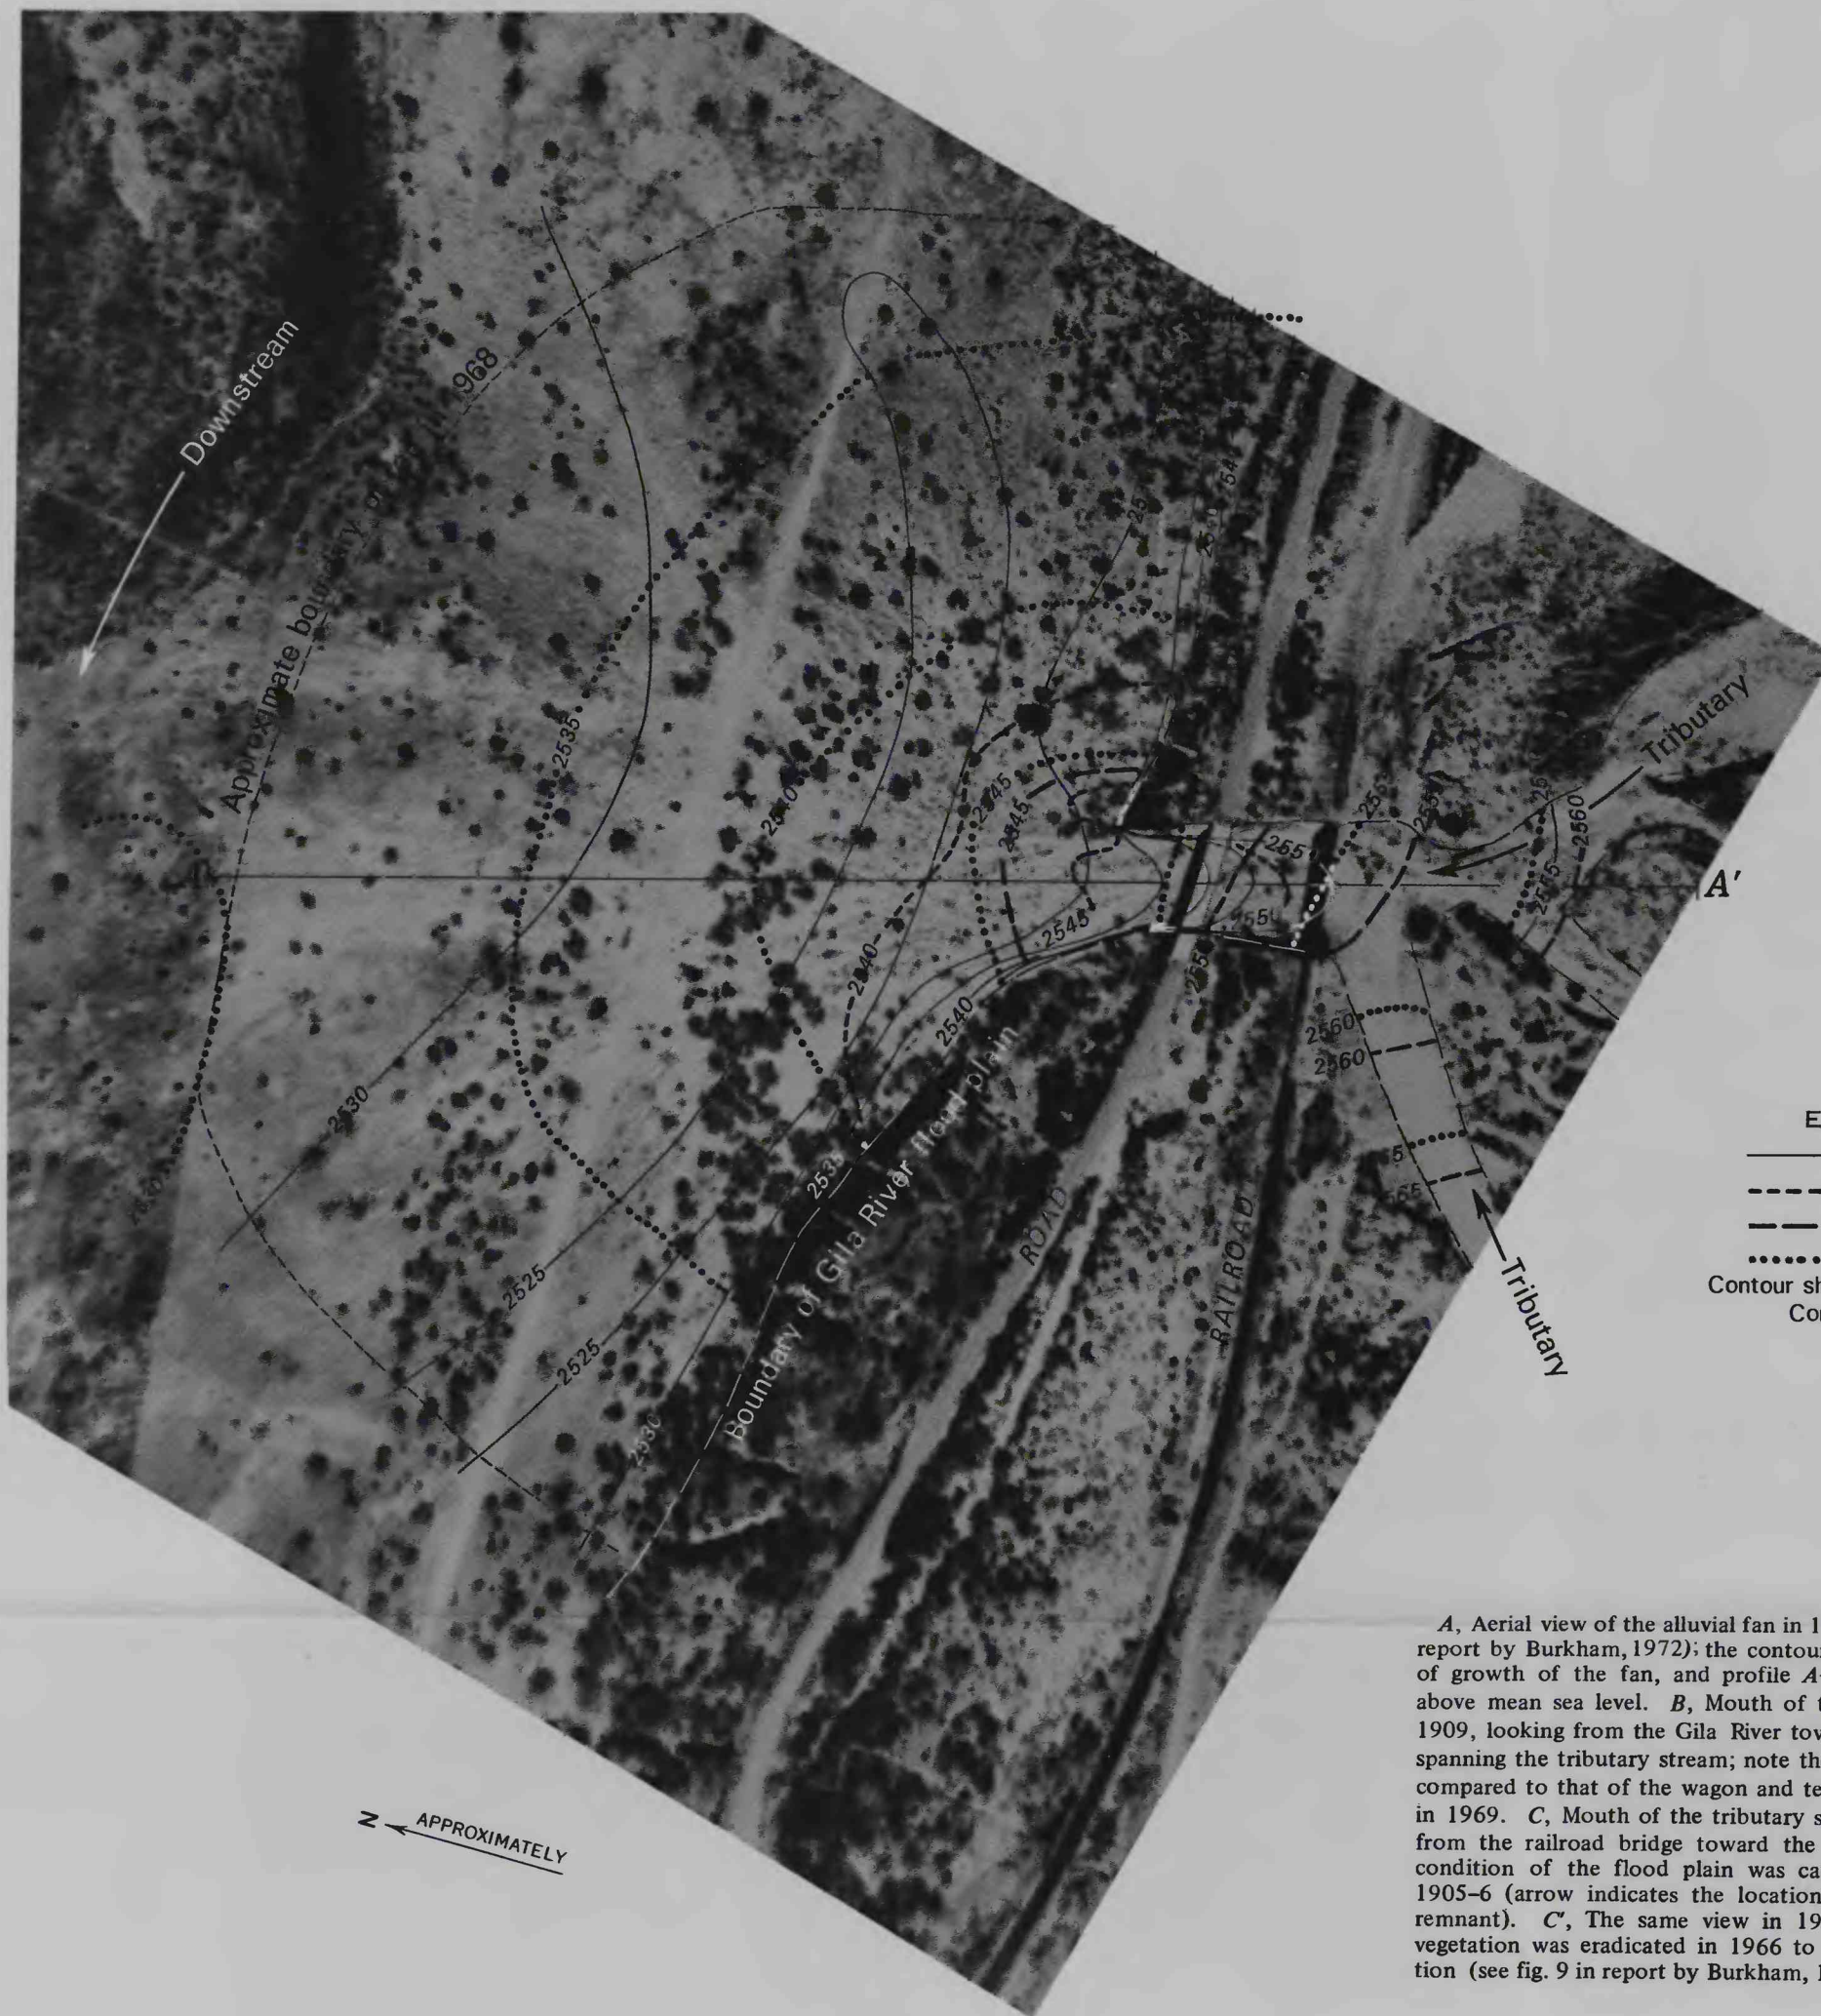 Downstream
Approximate boundary of
968
2535
2540
2545
2545
2540
2545
2540
2530
2530
2535
2525
2525
2530
Boundary of Gila River flood plain
ROAD
RAILROAD
2560
2555
2560
2560
Tributary
A'
Tributary
N
APPROXIMATELY
Contour sh
A, Aerial view of the alluvial fan in 1
report by Burkham, 1972); the contour
of growth of the fan, and profile A-
above mean sea level. B, Mouth of t
1909, looking from the Gila River tow
spanning the tributary stream; note th
compared to that of the wagon and te
in 1969. C, Mouth of the tributary s
from the railroad bridge toward the
condition of the flood plain was ca
1905–6 (arrow indicates the location
remnant). C', The same view in 19
vegetation was eradicated in 1966 to
tion (see fig. 9 in report by Burkham, 1